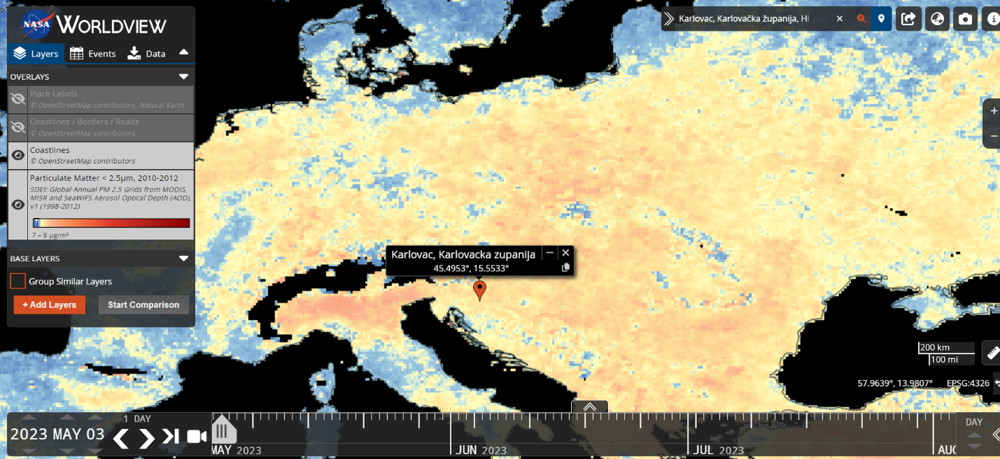 NASA WORLDVIEW
Layers Events Data
OVERLAYS
Place Labels
© OpenStreetMap contributors, Natural Earth
Coastlines / Borders / Roads
© OpenStreetMap contributors
Coastlines
© OpenStreetMap contributors
Particulate Matter < 2.5μm, 2010-2012
SDEI: Global Annual PM 2.5 Grids from MODIS,
MISR and SeaWiFS Aerosol Optical Depth (AOD),
v1 (1998-2012)
7 – 8 μg/m³
BASE LAYERS
Group Similar Layers
+ Add Layers Start Comparison
Karlovac, Karlovačka županija, H
Karlovac, Karlovacka zupanija
45.4953°, 15.5533°
200 km
100 mi
57.9639°, 13.9807° EPSG:4326
1 DAY
2023 MAY 03
MAY 2023
JUN 2023
JUL 2023
AUG
DAY